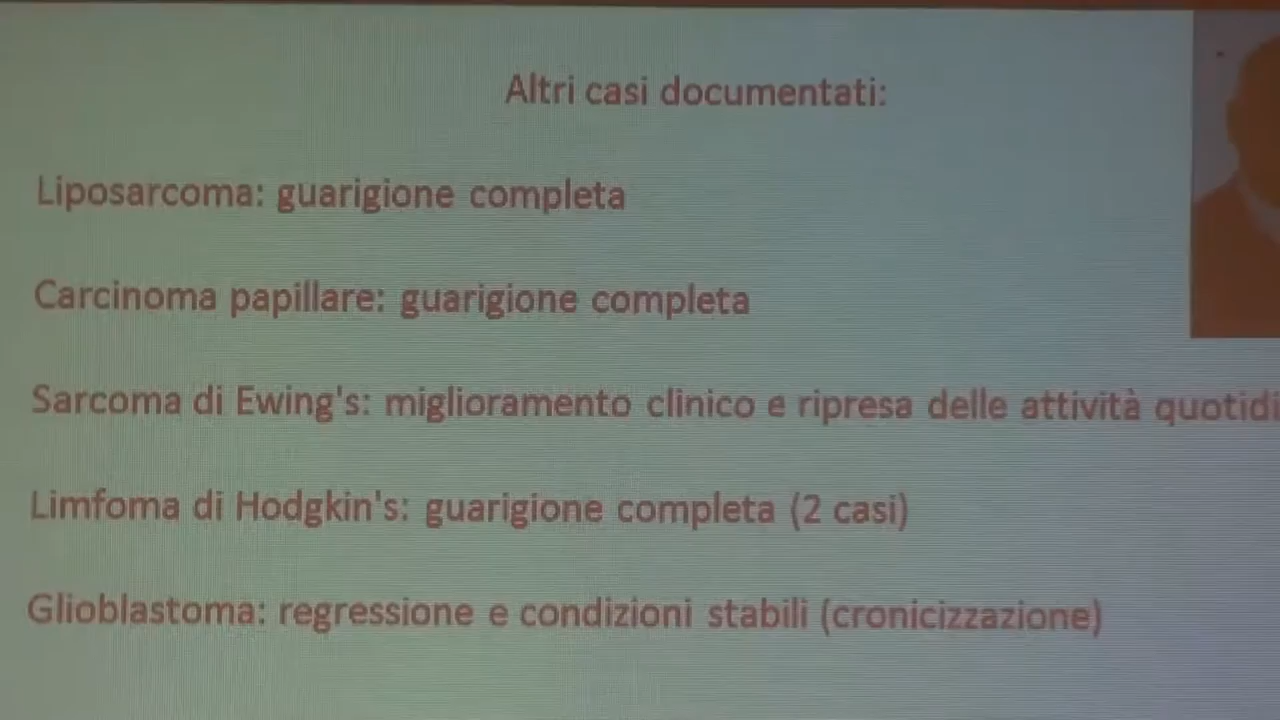 Altri casi documentati:
Liposarcoma: guarigione completa
Carcinoma papillare: guarigione completa
Sarcoma di Ewing's: miglioramento clinico e ripresa delle attività quotidi
Limfoma di Hodgkin's: guarigione completa (2 casi)
Glioblastoma: regressione e condizioni stabili (cronicizzazione)